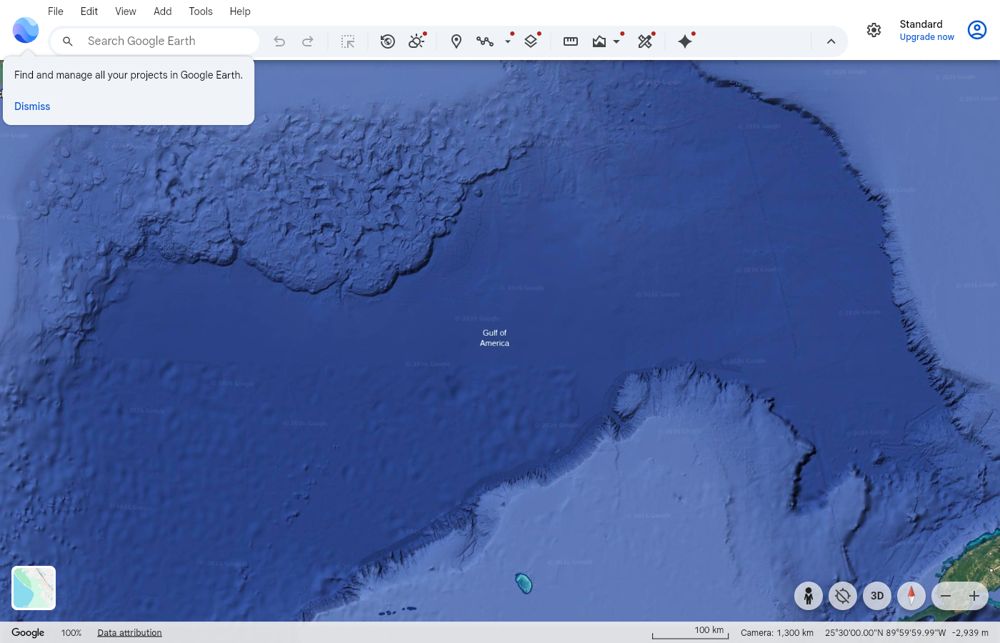 File Edit View Add Tools Help
Search Google Earth
Standard
Upgrade now
Find and manage all your projects in Google Earth.
Dismiss
Gulf of
America
3D
Google 100% Data attribution 100 km Camera: 1,300 km 25°30'00.00"N 89°59'59.99"W -2,939 m